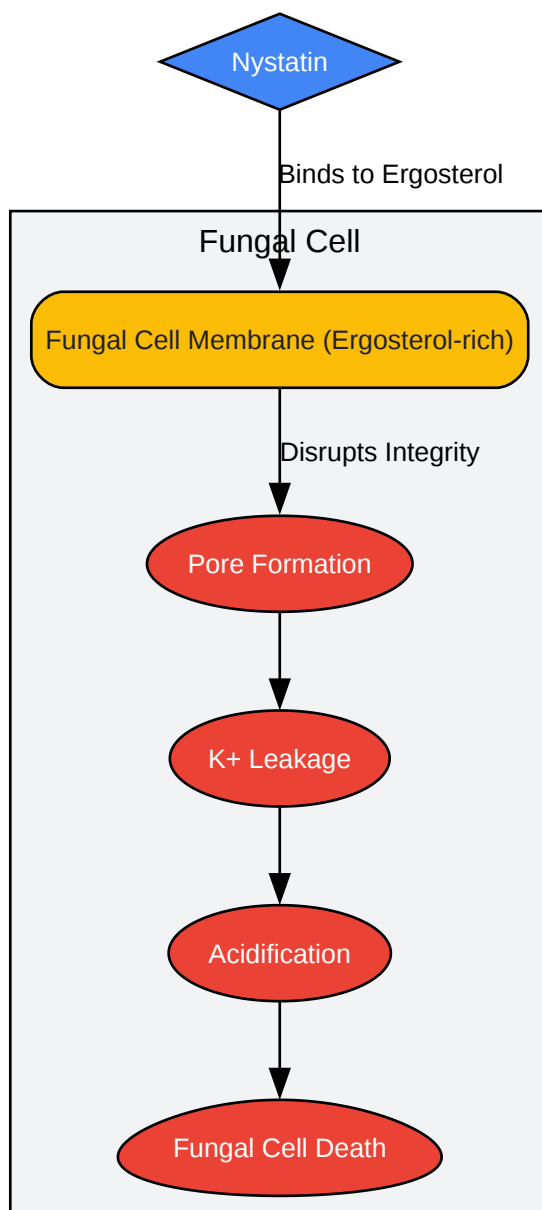 Nystatin
Binds to Ergosterol
Fungal Cell
Fungal Cell Membrane (Ergosterol-rich)
Disrupts Integrity
Pore Formation
K+ Leakage
Acidification
Fungal Cell Death